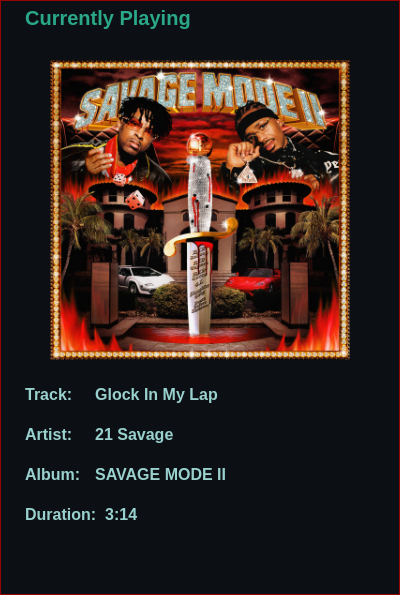 Currently Playing
SAVAGE MODE II
Track: Glock In My Lap
Artist: 21 Savage
Album: SAVAGE MODE II
Duration: 3:14